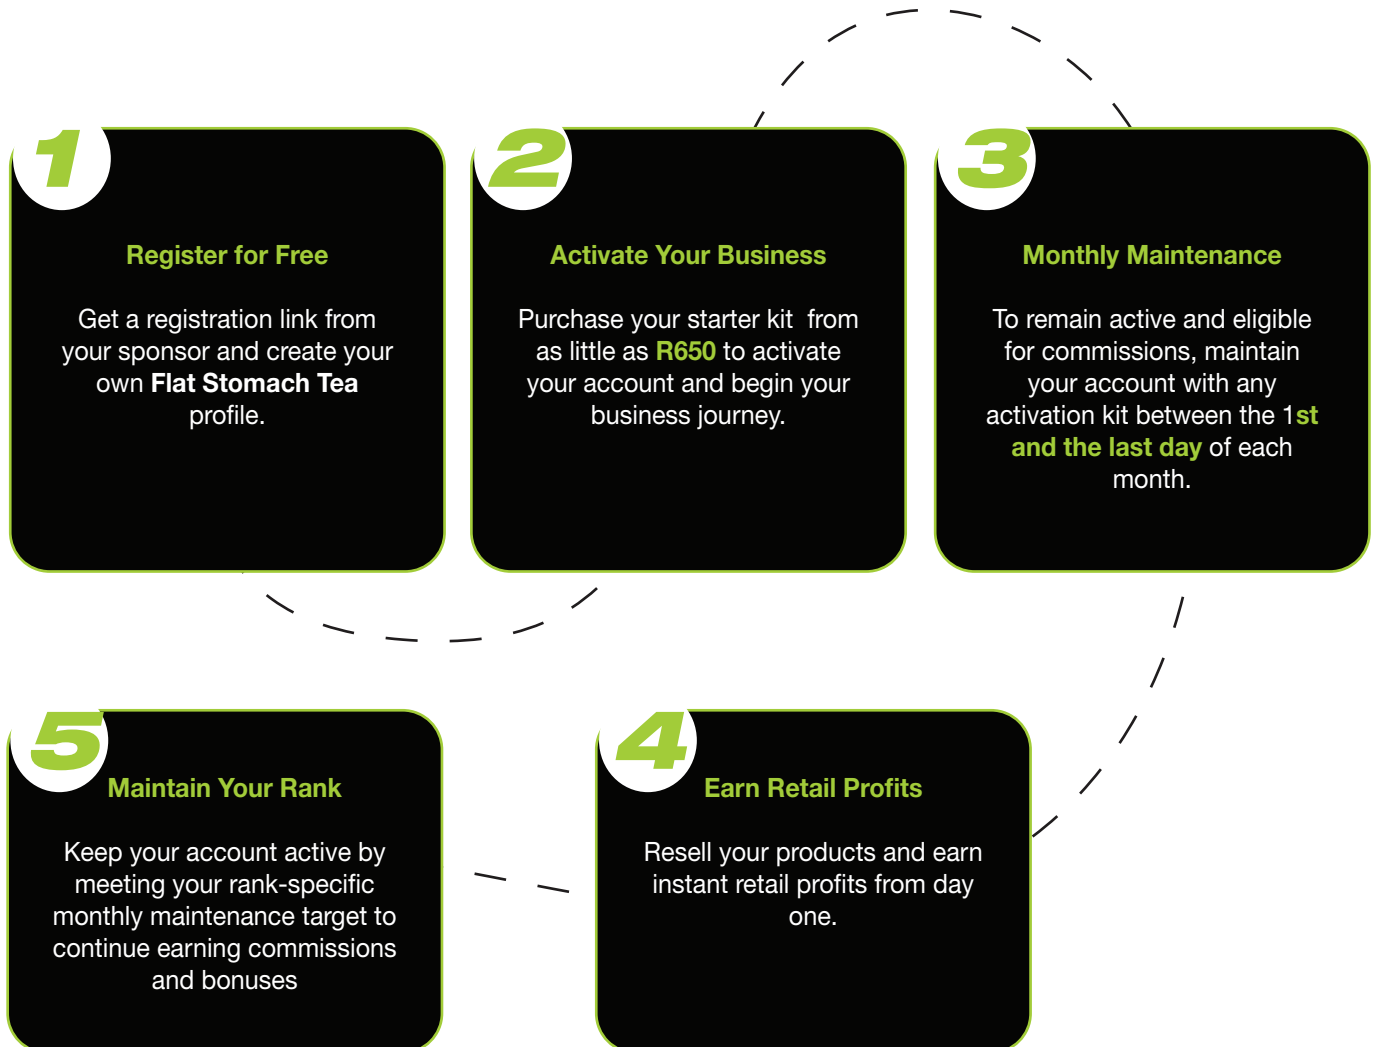 1
Register for Free
Get a registration link from
your sponsor and create your
own Flat Stomach Tea
profile.
2
Activate Your Business
Purchase your starter kit  from
as little as R650 to activate
your account and begin your
business journey.
3
Monthly Maintenance
To remain active and eligible
for commissions, maintain
your account with any
activation kit between the 1st
and the last day of each
month.
4
Earn Retail Profits
Resell your products and earn
instant retail profits from day
one.
5
Maintain Your Rank
Keep your account active by
meeting your rank-specific
monthly maintenance target to
continue earning commissions
and bonuses